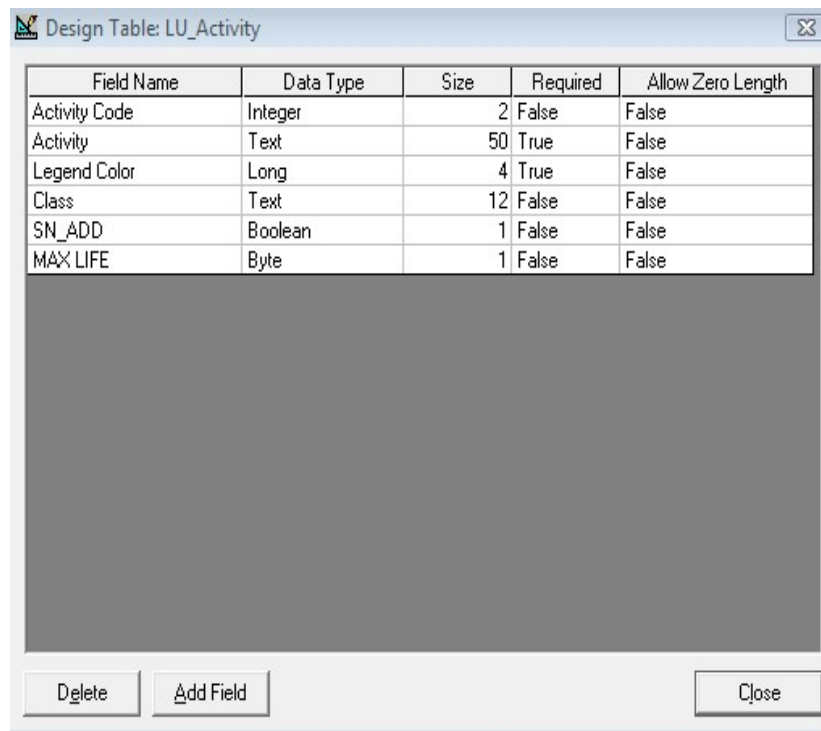 Design Table: LU_Activity
Field Name Data Type Size Required Allow Zero Length
Activity Code Integer 2 False False
Activity Text 50 True False
Legend Color Long 4 True False
Class Text 12 False False
SN_ADD Boolean 1 False False
MAX LIFE Byte 1 False False
Delete Add Field Close